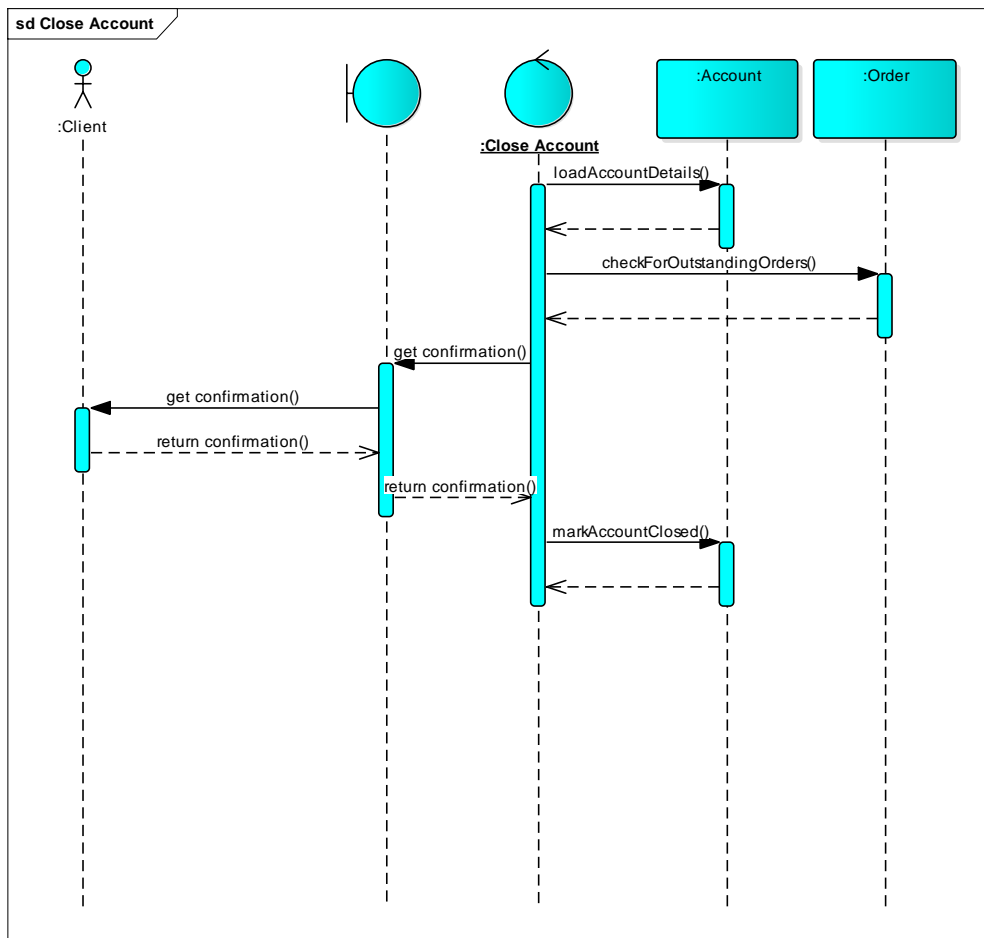 sd Close Account
:Client
:Close Account
:Account
:Order
loadAccountDetails()
checkForOutstandingOrders()
get confirmation()
get confirmation()
return confirmation()
return confirmation()
markAccountClosed()